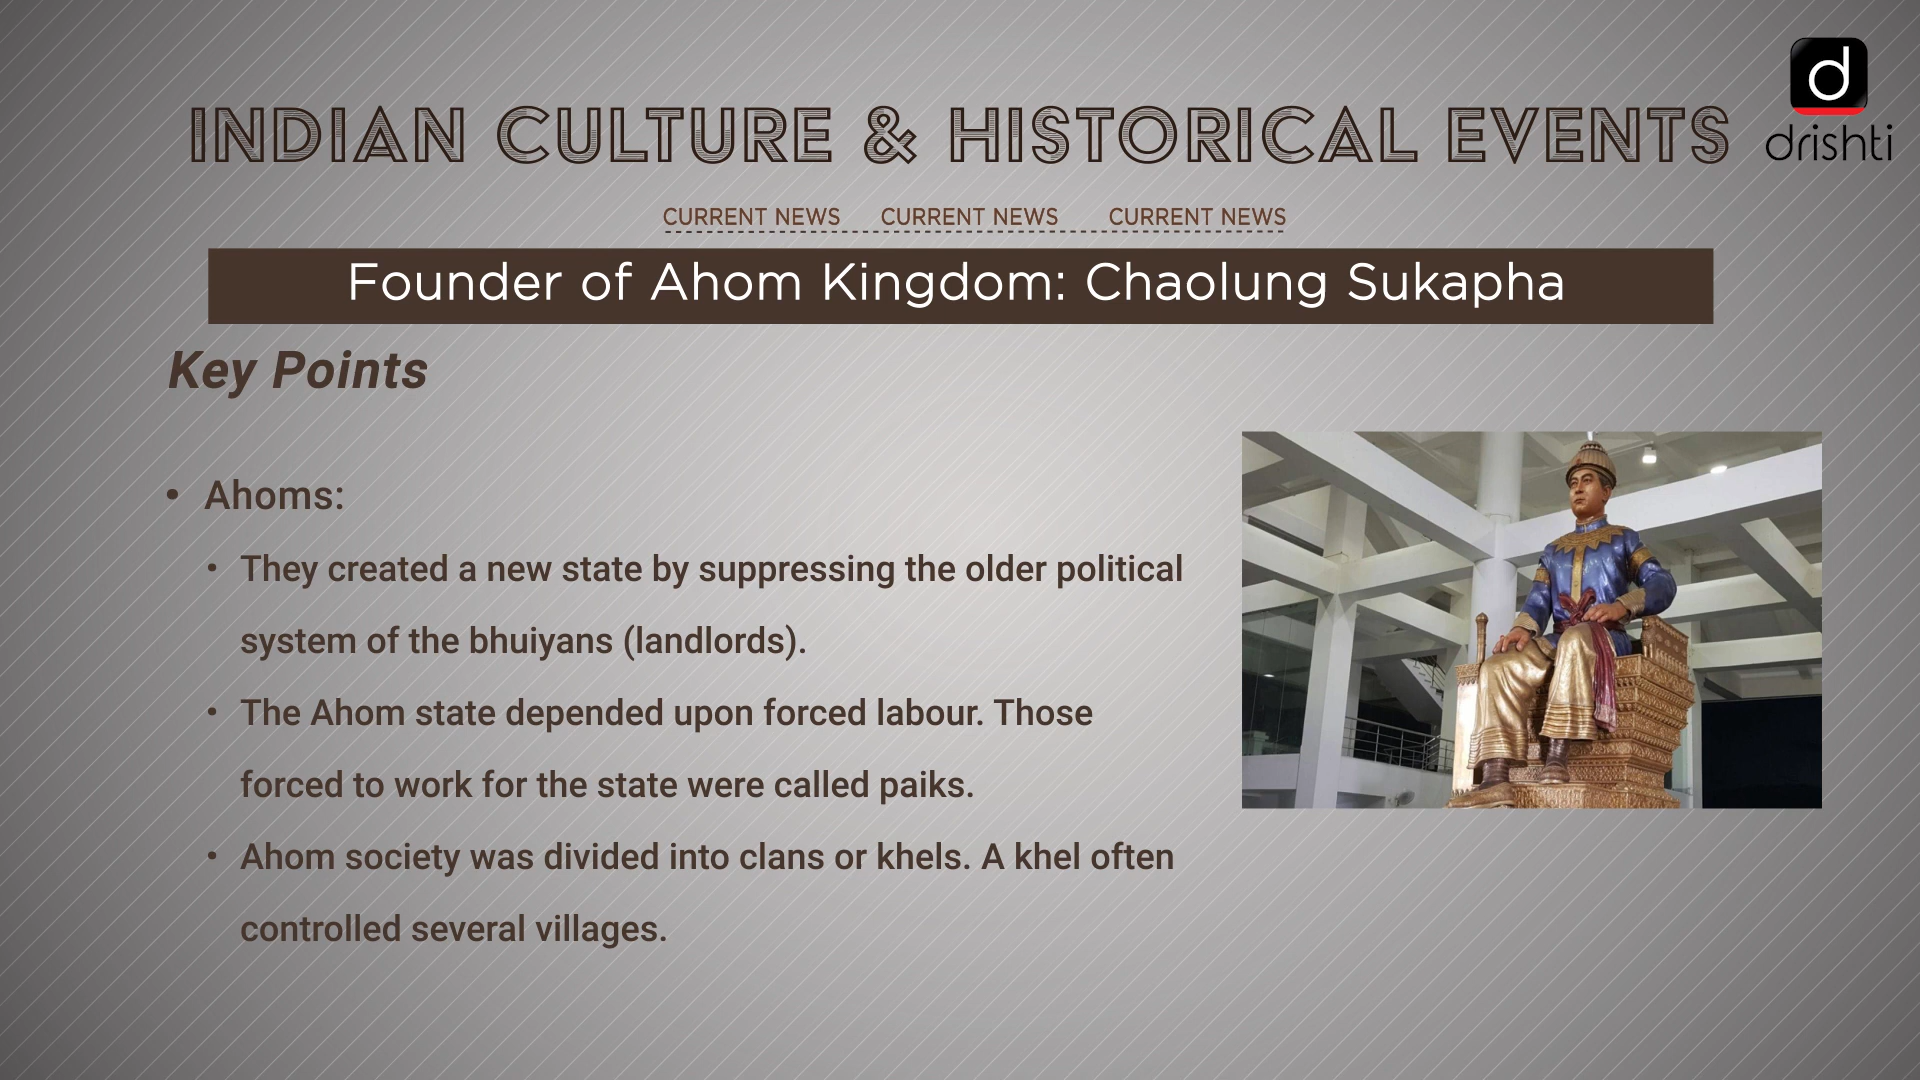 INDIAN CULTURE & HISTORICAL EVENTS
d
drishti
CURRENT NEWS CURRENT NEWS CURRENT NEWS
Founder of Ahom Kingdom: Chaolung Sukapha
Key Points
• Ahoms:
• They created a new state by suppressing the older political
system of the bhuiyans (landlords).
• The Ahom state depended upon forced labour. Those
forced to work for the state were called paiks.
• Ahom society was divided into clans or khels. A khel often
controlled several villages.